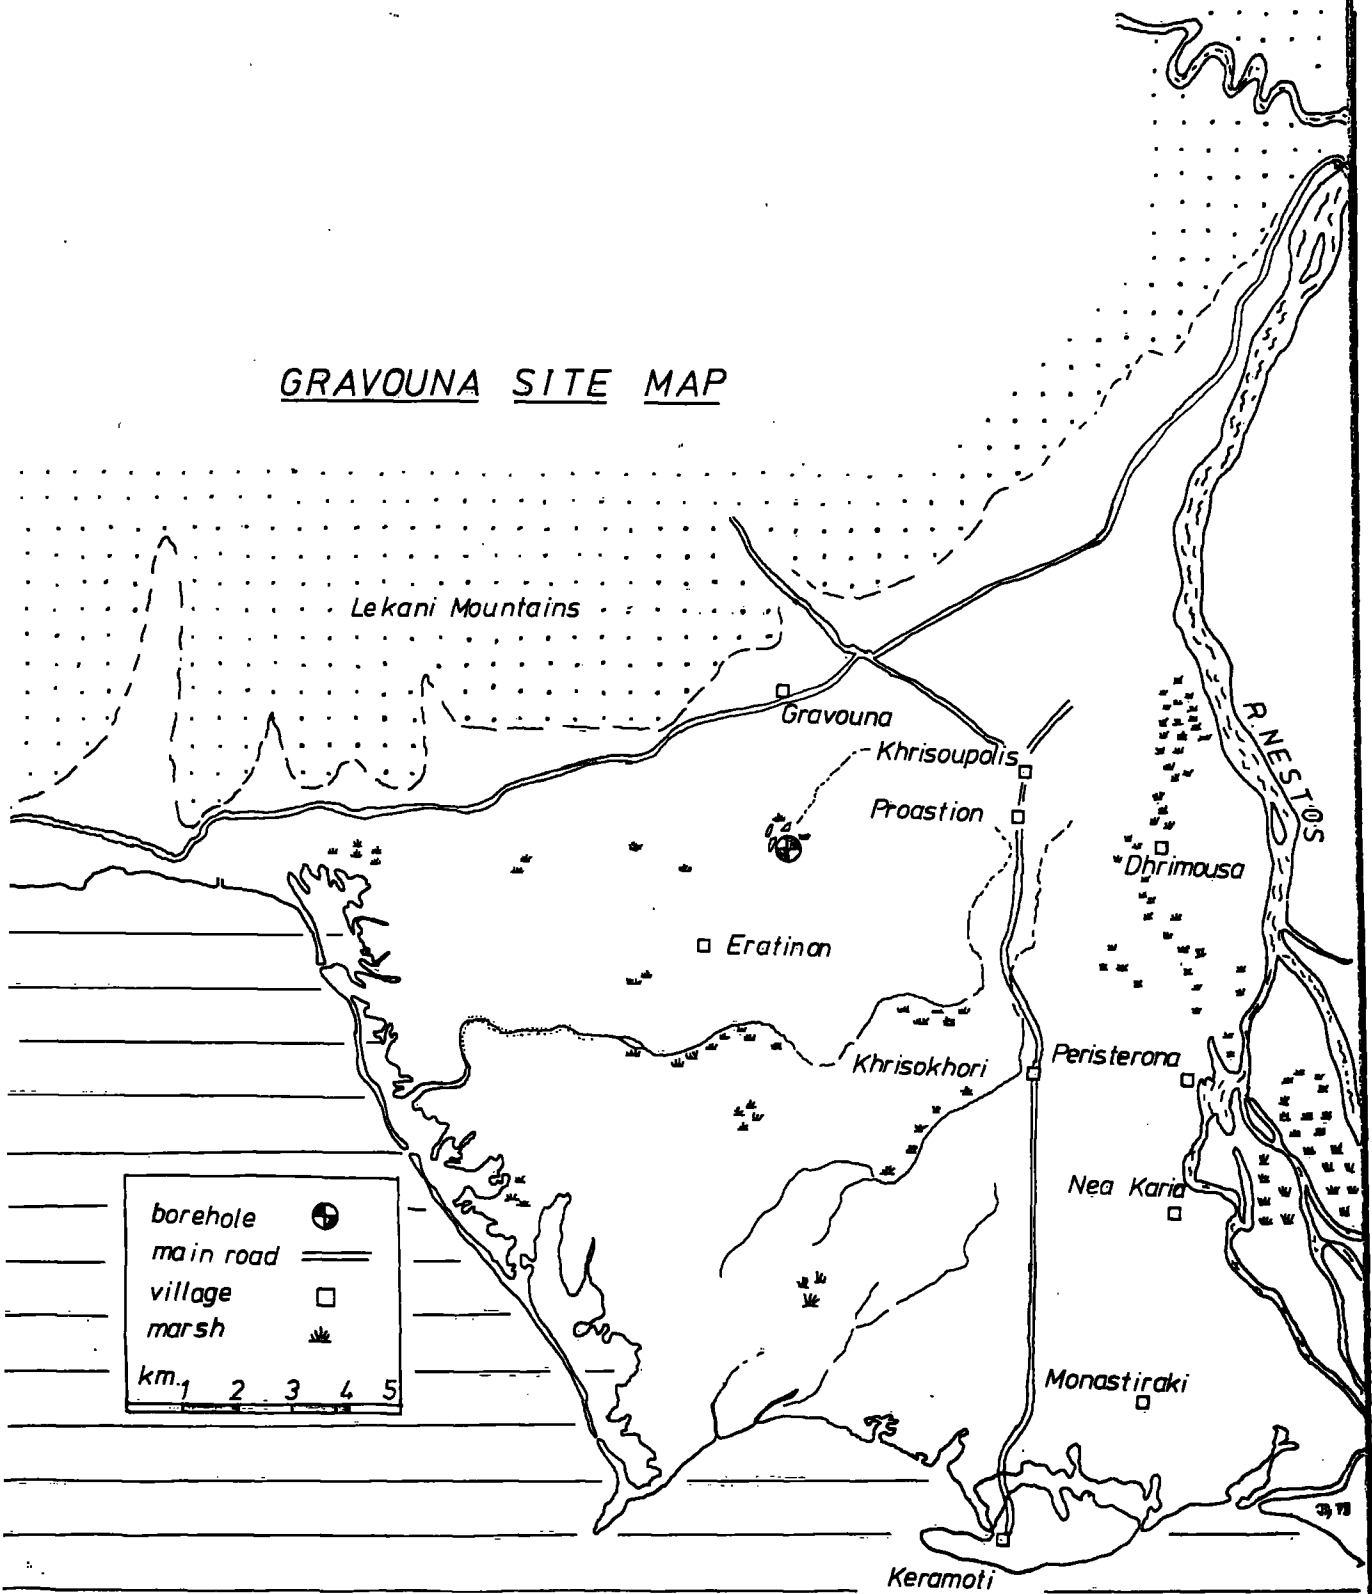 GRAVOUNA SITE MAP
Lekani Mountains
Gravouna
Khrisoupolis
Proastion
R. NESTOS
Dhrimousa
Eratinon
Peristerona
Khrisokhori
Nea Karia
borehole
main road
village
marsh
km. 1 2 3 4 5
Monastiraki
Keramoti